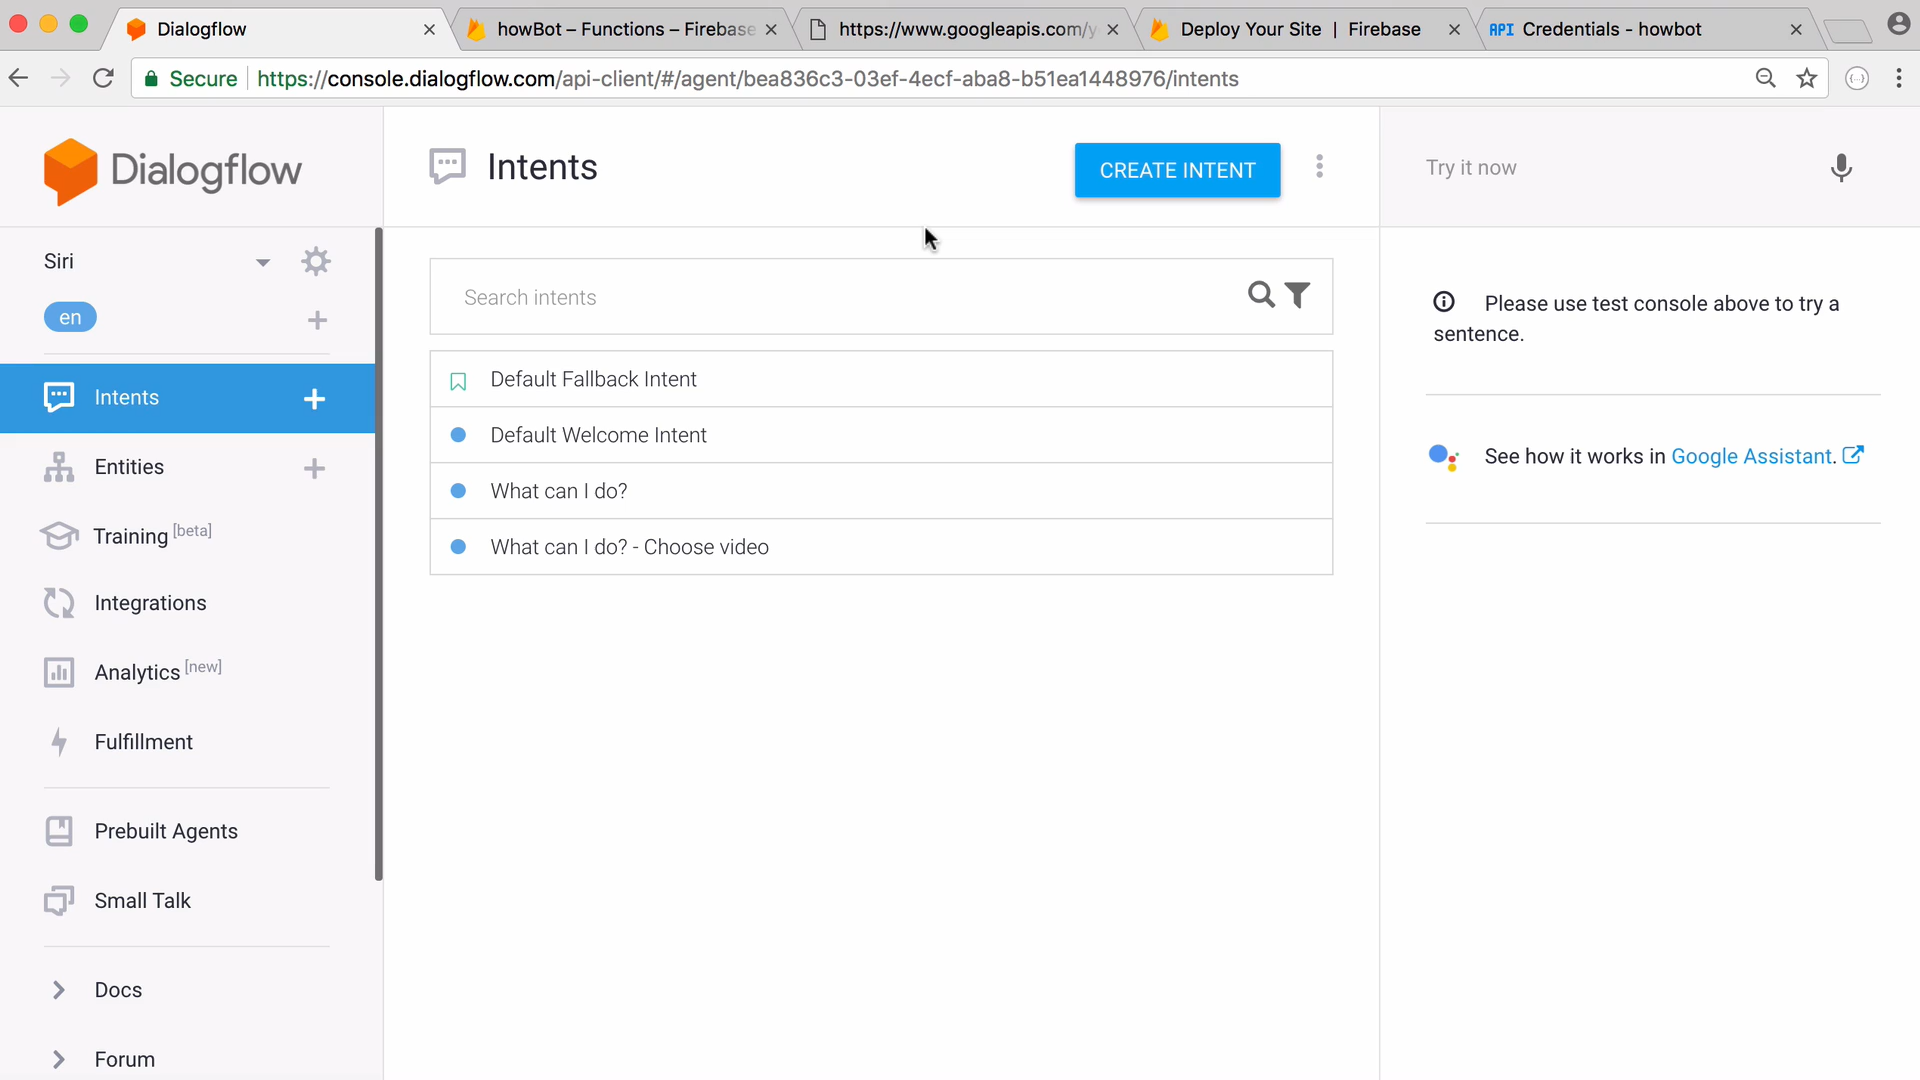 Dialogflow
howBot – Functions – Firebase
https://www.googleapis.com/y
Deploy Your Site | Firebase
API Credentials - howbot
Secure https://console.dialogflow.com/api-client/#/agent/bea836c3-03ef-4ecf-aba8-b51ea1448976/intents
Dialogflow
Siri
en
Intents
Entities
Training [beta]
Integrations
Analytics [new]
Fulfillment
Prebuilt Agents
Small Talk
Docs
Forum
Intents
CREATE INTENT
Search intents
Default Fallback Intent
Default Welcome Intent
What can I do?
What can I do? - Choose video
Try it now
Please use test console above to try a
sentence.
See how it works in Google Assistant.